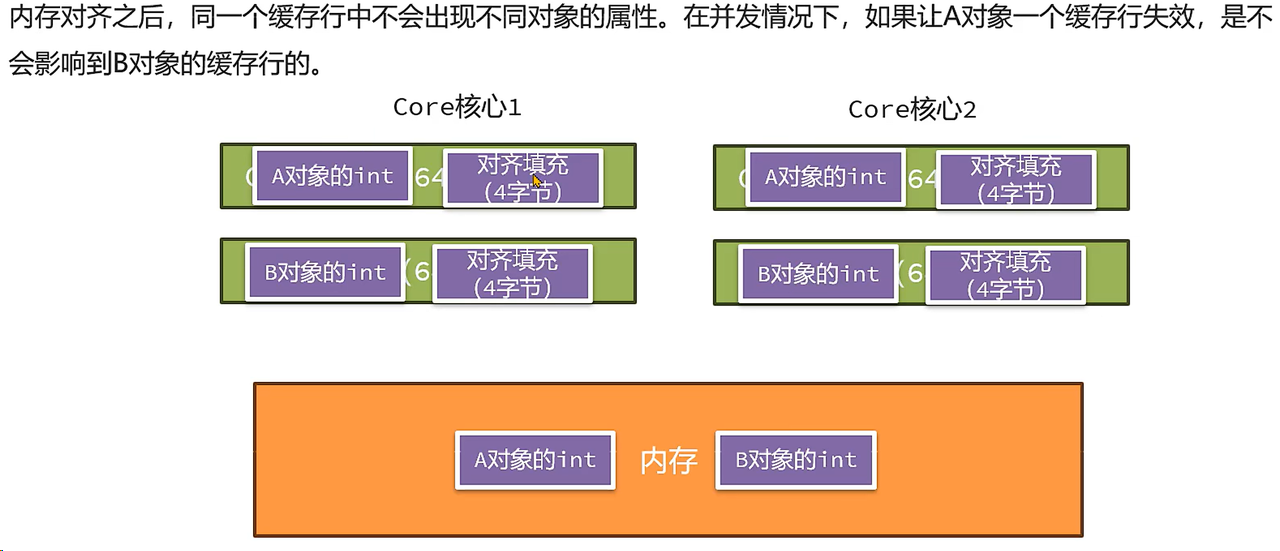 内存对齐之后，同一个缓存行中不会出现不同对象的属性。在并发情况下，如果让A对象一个缓存行失效，是不
会影响到B对象的缓存行的。
Core核心1
Core核心2
A对象的int
64
对齐填充
(4字节)
A对象的int
64
对齐填充
(4字节)
B对象的int
(6
对齐填充
(4字节)
B对象的int
(6
对齐填充
(4字节)
A对象的int
内存
B对象的int